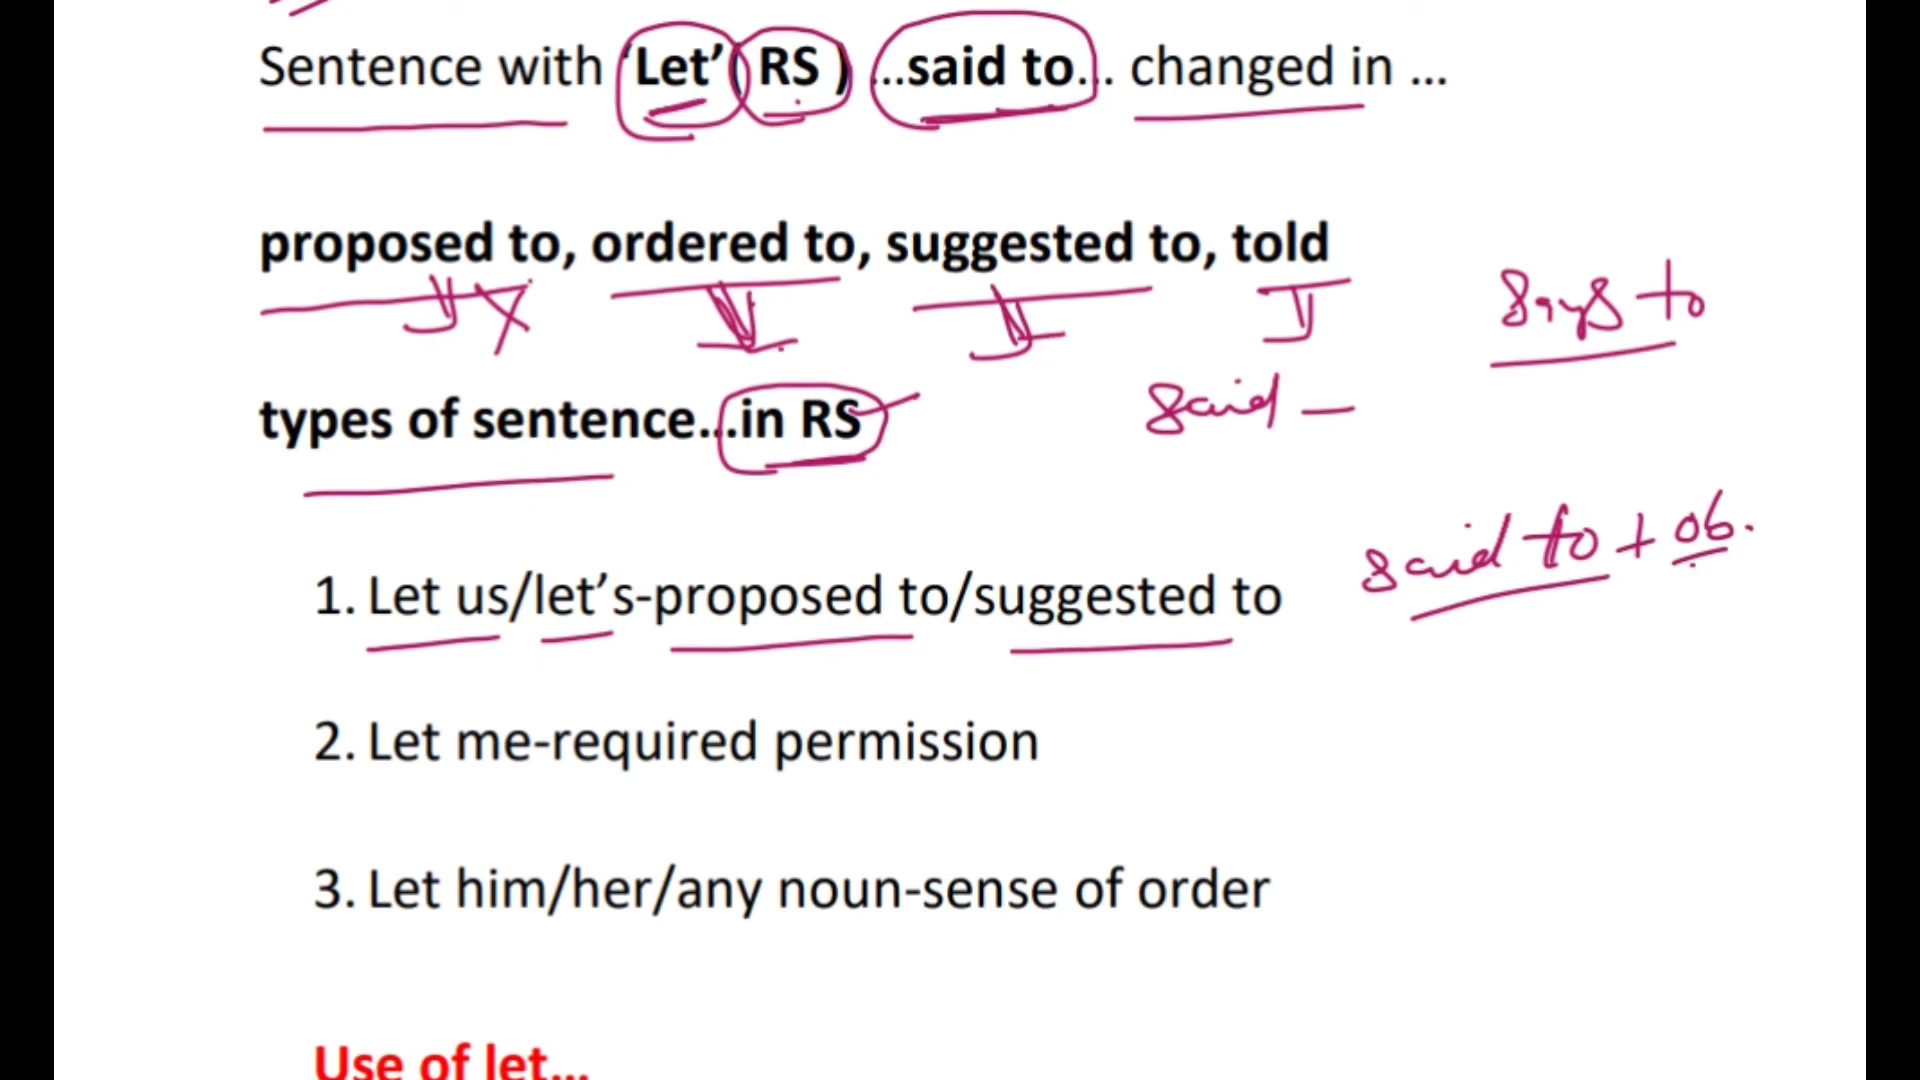 Sentence with 'Let' ( RS ) ...said to... changed in ...
proposed to, ordered to, suggested to, told
says to
types of sentence...in RS
said –
said to + ob.
1. Let us/let's-proposed to/suggested to
2. Let me-required permission
3. Let him/her/any noun-sense of order
Use of let...